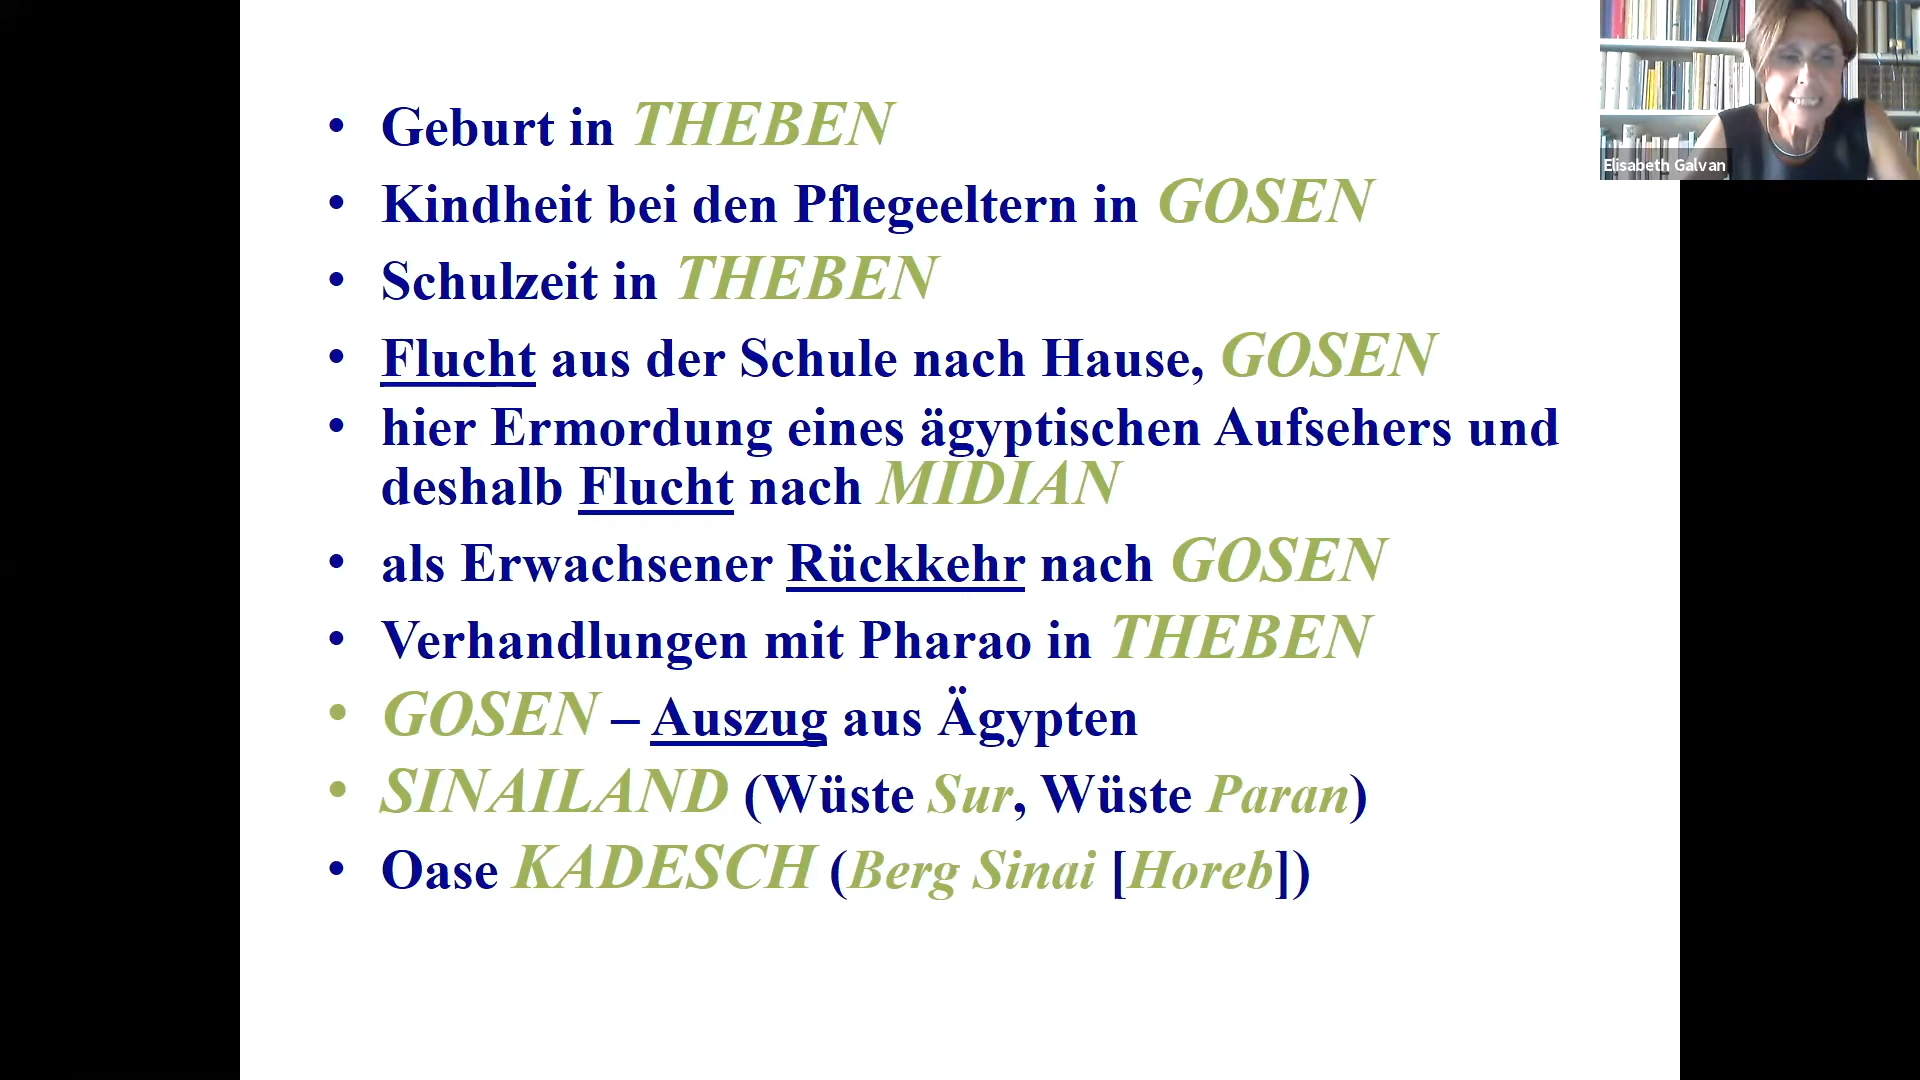 • Geburt in THEBEN
• Kindheit bei den Pflegeeltern in GOSEN
• Schulzeit in THEBEN
• Flucht aus der Schule nach Hause, GOSEN
• hier Ermordung eines ägyptischen Aufsehers und
deshalb Flucht nach MIDIAN
• als Erwachsener Rückkehr nach GOSEN
• Verhandlungen mit Pharao in THEBEN
• GOSEN – Auszug aus Ägypten
• SINAILAND (Wüste Sur, Wüste Paran)
• Oase KADESCH (Berg Sinai [Horeb])
Elisabeth Galvan